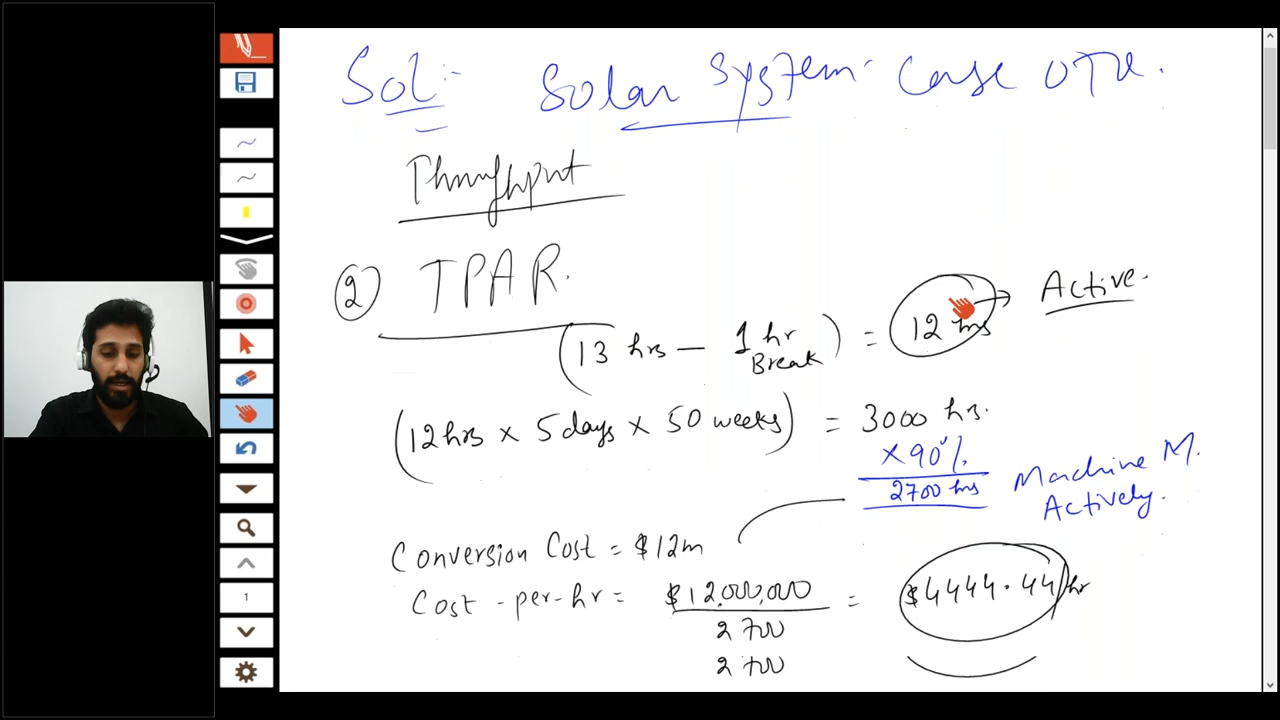 Sol:- Solar System Case OTU.
Throughput
② TPAR.
(13 hrs — 1 hr Break) = 12 hrs → Active.
(12 hrs × 5 days × 50 weeks) = 3000 hrs.
× 90%
2700 hrs Machine M. Actively.
Conversion Cost = $12m
Cost-per-hr = $12,000,000 = $4444.44/hr
2700
2700
1